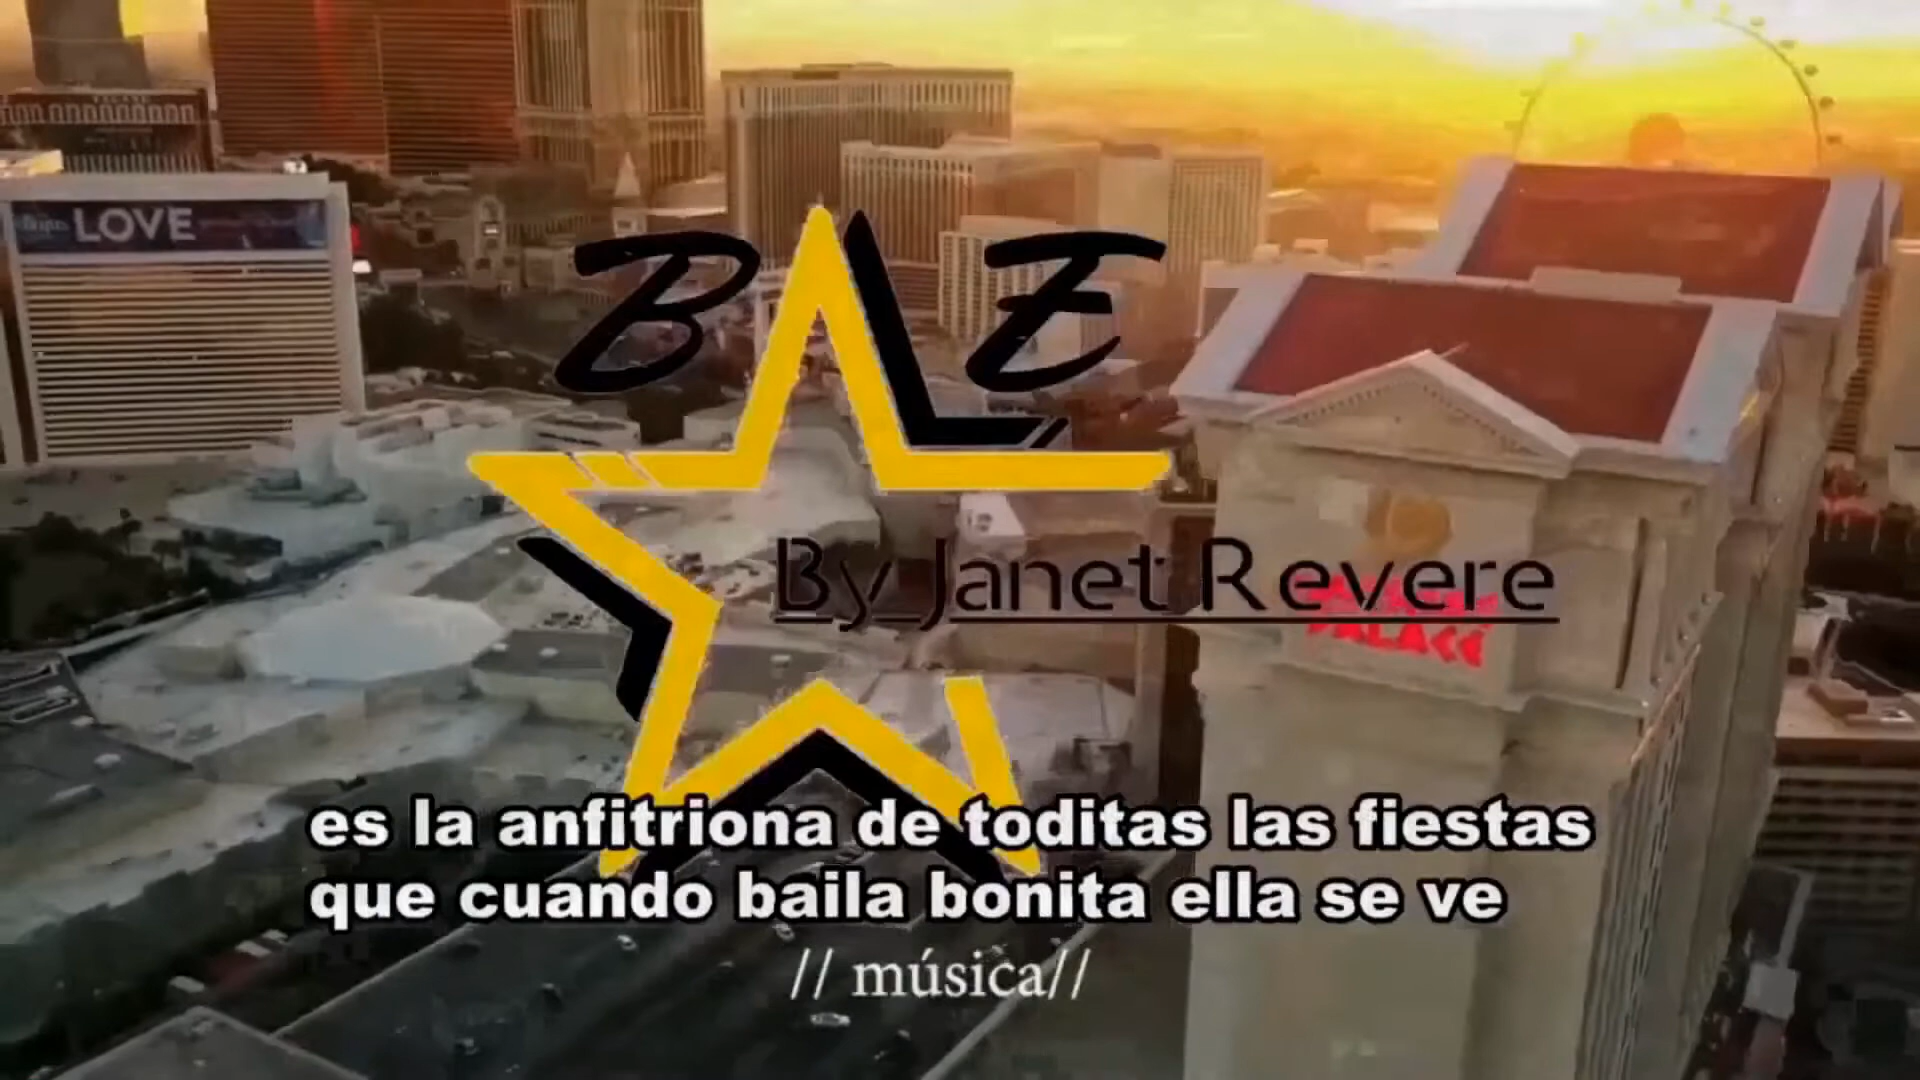 LOVE
B E
By Janet Revere
PALACE
es la anfitriona de toditas las fiestas
que cuando baila bonita ella se ve
// música//